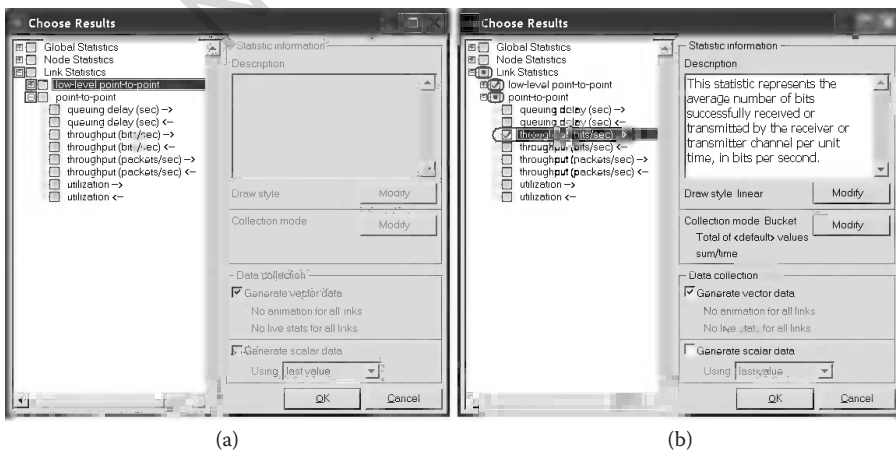 Choose Results
Global Statistics
Node Statistics
Link Statistics
low-level point-to-point
point-to-point
queuing delay (sec) –>
queuing delay (sec) <–
throughput (bits/sec) –>
throughput (bits/sec) <–
throughput (packets/sec) –>
throughput (packets/sec) <–
utilization –>
utilization <–
Statistic information
Description
Draw style
Modify
Collection mode
Modify
Data collection
Generate vector data
No animation for all links
No live stats for all links
Generate scalar data
Using last value
OK
Cancel
(a)
Choose Results
Global Statistics
Node Statistics
Link Statistics
low-level point-to-point
point-to-point
queuing delay (sec) –>
queuing delay (sec) <–
throughput (bits/sec) –>
throughput (bits/sec) <–
throughput (packets/sec) –>
throughput (packets/sec) <–
utilization –>
utilization <–
Statistic information
Description
This statistic represents the
average number of bits
successfully received or
transmitted by the receiver or
transmitter channel per unit
time, in bits per second.
Draw style linear
Modify
Collection mode Bucket
Modify
Total of <default> values
sum/time
Data collection
Generate vector data
No animation for all links
No live stats for all links
Generate scalar data
Using last value
OK
Cancel
(b)